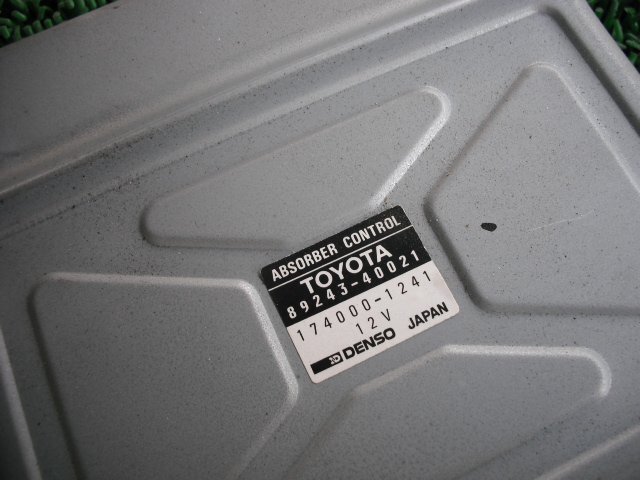 ABSORBER CONTROL
TOYOTA
89243-40021
174000-1241
12V
DENSO JAPAN